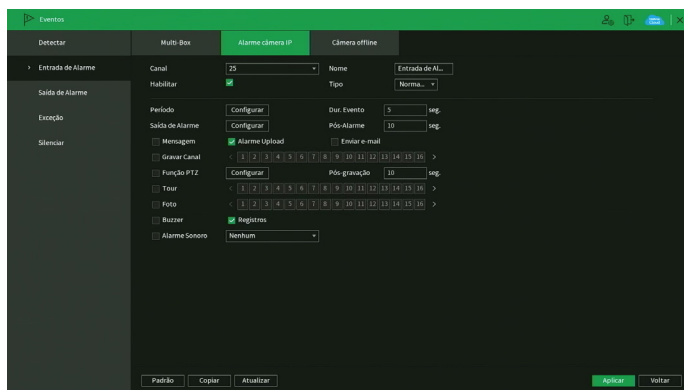 Eventos
Detectar
Multi-Box
Alarme câmera IP
Câmera offline
Entrada de Alarme
Saída de Alarme
Exceção
Silenciar
Canal 25 Nome Entrada de Al...
Habilitar Tipo Norma...
Período Configurar Dur. Evento 5 seg.
Saída de Alarme Configurar Pós-Alarme 10 seg.
Mensagem Alarme Upload Enviar e-mail
Gravar Canal < 1 2 3 4 5 6 7 8 9 10 11 12 13 14 15 16 >
Função PTZ Configurar Pós-gravação 10 seg.
Tour < 1 2 3 4 5 6 7 8 9 10 11 12 13 14 15 16 >
Foto < 1 2 3 4 5 6 7 8 9 10 11 12 13 14 15 16 >
Buzzer Registros
Alarme Sonoro Nenhum
Padrão Copiar Atualizar Aplicar Voltar